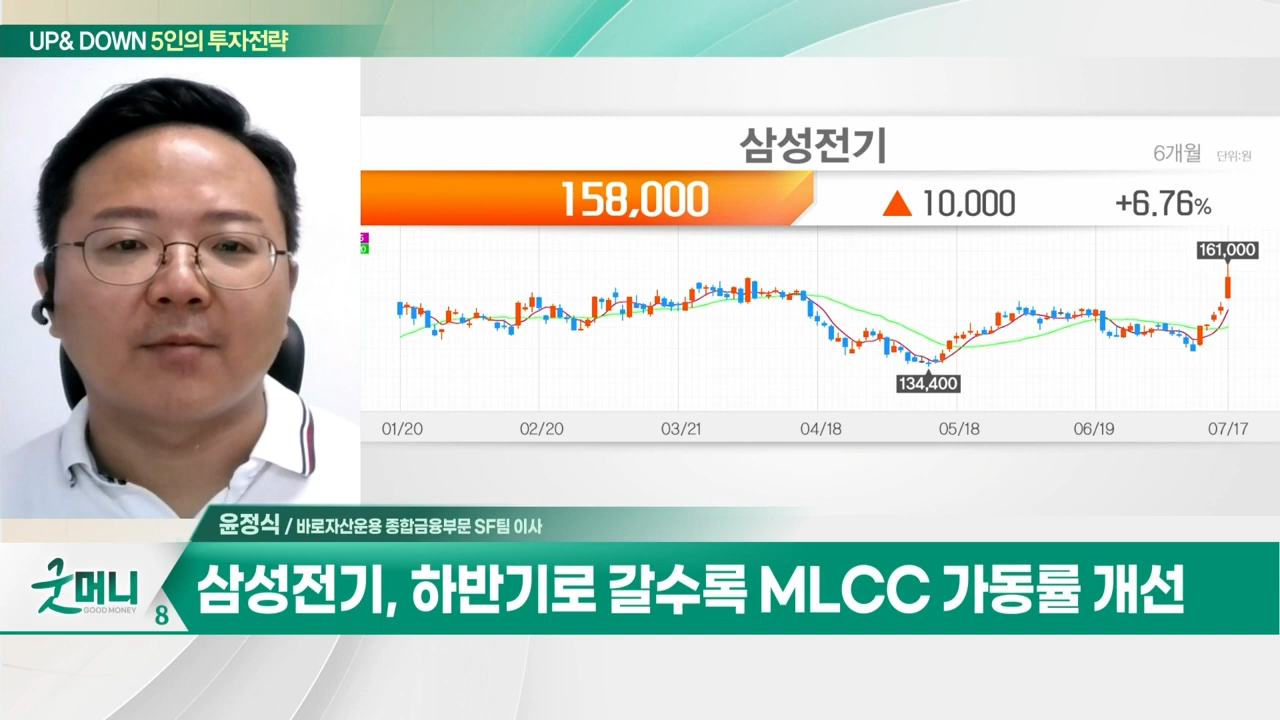 UP& DOWN 5인의 투자전략
삼성전기
6개월 단위:원
158,000 ▲ 10,000 +6.76%
161,000
134,400
01/20 02/20 03/21 04/18 05/18 06/19 07/17
윤정식 / 바로자산운용 종합금융부문 SF팀 이사
굿머니
GOOD MONEY
8
삼성전기, 하반기로 갈수록 MLCC 가동률 개선